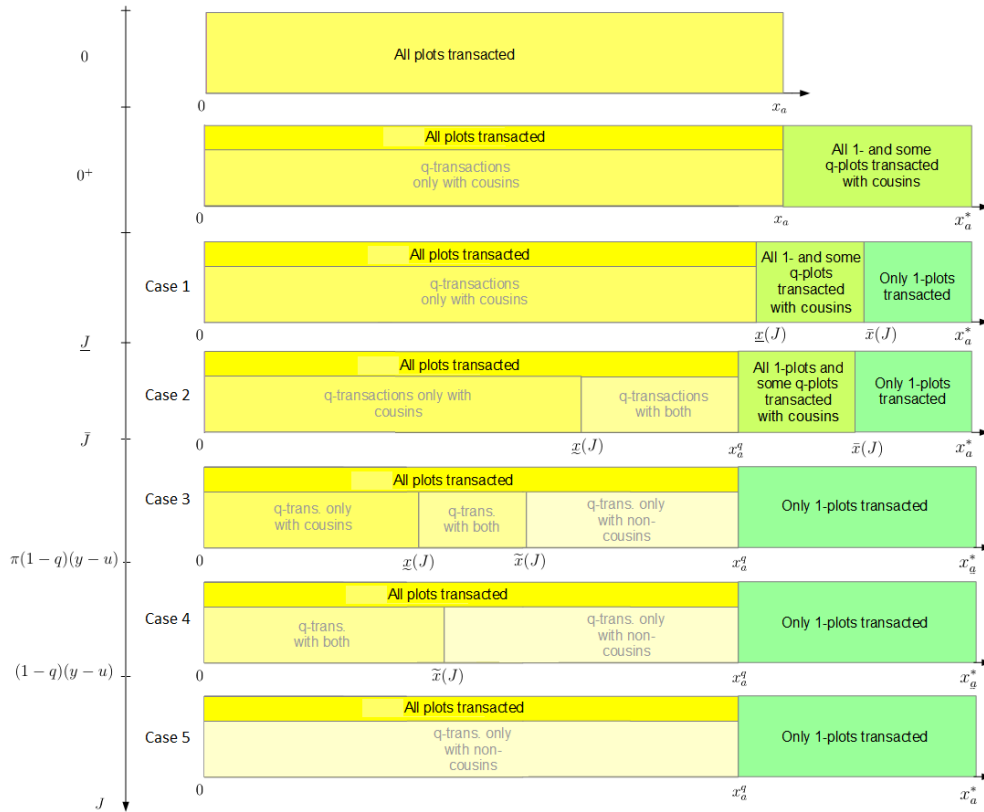 0
All plots transacted
0
x_a
0⁺
All plots transacted
q-transactions
only with cousins
All 1- and some
q-plots transacted
with cousins
0
x_a
x_a^*
Case 1
All plots transacted
q-transactions
only with cousins
All 1- and some
q-plots
transacted
with cousins
Only 1-plots
transacted
0
x̲(J)
x̄(J)
x_a^*
J̲
Case 2
All plots transacted
q-transactions only with
cousins
q-transactions
with both
All 1-plots and
some q-plots
transacted
with cousins
Only 1-plots
transacted
0
x̰(J)
x_a^q
x̄(J)
x_a^*
J̄
Case 3
All plots transacted
q-trans. only
with cousins
q-trans.
with both
q-trans. only
with non-
cousins
Only 1-plots transacted
0
x̰(J)
x̃(J)
x_a^q
x_a^*
π(1 − q)(y − u)
Case 4
All plots transacted
q-trans.
with both
q-trans. only
with non-
cousins
Only 1-plots transacted
0
x̃(J)
x_a^q
x_a^*
(1 − q)(y − u)
Case 5
All plots transacted
q-trans. only
with non-
cousins
Only 1-plots transacted
0
x_a^q
x_a^*
J